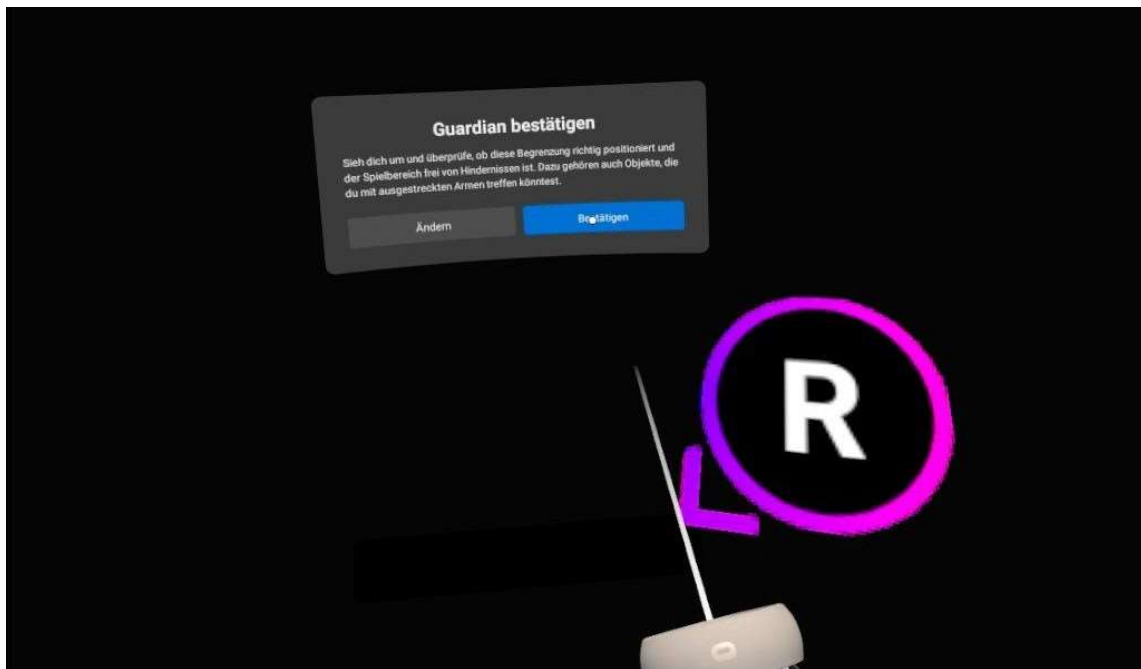 Guardian bestätigen
Sieh dich um und überprüfe, ob diese Begrenzung richtig positioniert und
der Spielbereich frei von Hindernissen ist. Dazu gehören auch Objekte, die
du mit ausgestreckten Armen treffen könntest.
Ändern
Bestätigen
R